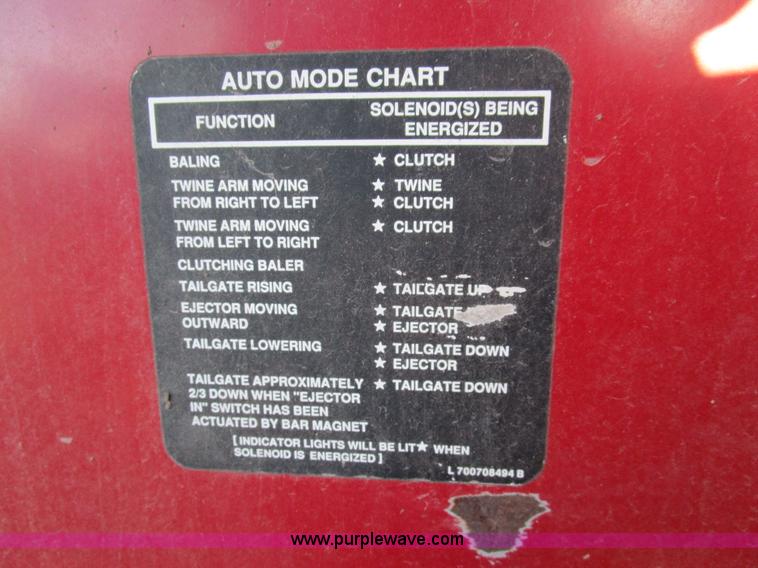 AUTO MODE CHART
FUNCTION
SOLENOID(S) BEING
ENERGIZED
BALING ★ CLUTCH
TWINE ARM MOVING ★ TWINE
FROM RIGHT TO LEFT ★ CLUTCH
TWINE ARM MOVING ★ CLUTCH
FROM LEFT TO RIGHT
CLUTCHING BALER
TAILGATE RISING ★ TAILGATE UP
EJECTOR MOVING ★ TAILGATE
OUTWARD ★ EJECTOR
TAILGATE LOWERING ★ TAILGATE DOWN
★ EJECTOR
TAILGATE APPROXIMATELY ★ TAILGATE DOWN
2/3 DOWN WHEN "EJECTOR
IN" SWITCH HAS BEEN
ACTUATED BY BAR MAGNET
[ INDICATOR LIGHTS WILL BE LIT★ WHEN
SOLENOID IS ENERGIZED ]
L 700708494 B
www.purplewave.com